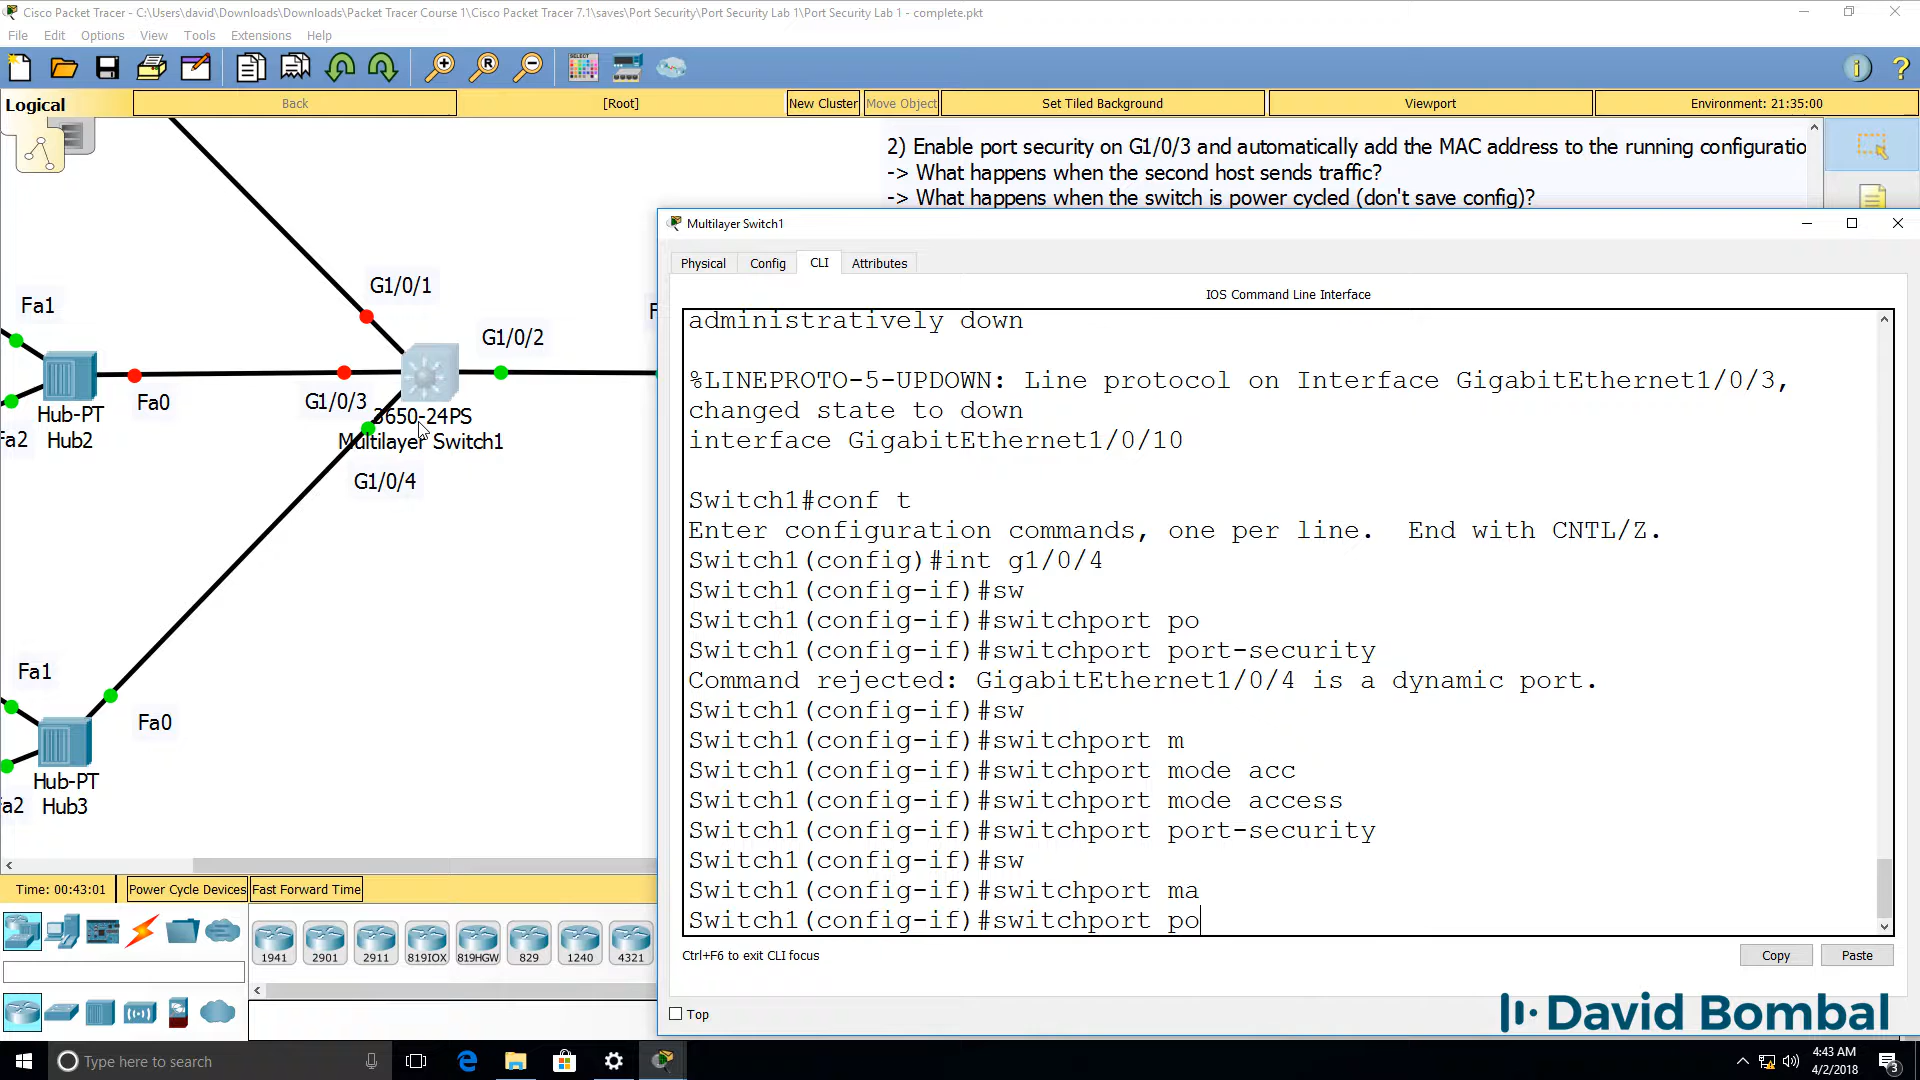 Cisco Packet Tracer - C:\Users\david\Downloads\Downloads\Packet Tracer Course 1\Cisco Packet Tracer 7.1\saves\Port Security\Port Security Lab 1\Port Security Lab 1 - complete.pkt
File Edit Options View Tools Extensions Help
Logical Back [Root] New Cluster Move Object Set Tiled Background Viewport Environment: 21:35:00
2) Enable port security on G1/0/3 and automatically add the MAC address to the running configuratio
-> What happens when the second host sends traffic?
-> What happens when the switch is power cycled (don't save config)?
Multilayer Switch1
Physical Config CLI Attributes
IOS Command Line Interface
administratively down
%LINEPROTO-5-UPDOWN: Line protocol on Interface GigabitEthernet1/0/3,
changed state to down
interface GigabitEthernet1/0/10
Switch1#conf t
Enter configuration commands, one per line.  End with CNTL/Z.
Switch1(config)#int g1/0/4
Switch1(config-if)#sw
Switch1(config-if)#switchport po
Switch1(config-if)#switchport port-security
Command rejected: GigabitEthernet1/0/4 is a dynamic port.
Switch1(config-if)#sw
Switch1(config-if)#switchport m
Switch1(config-if)#switchport mode acc
Switch1(config-if)#switchport mode access
Switch1(config-if)#switchport port-security
Switch1(config-if)#sw
Switch1(config-if)#switchport ma
Switch1(config-if)#switchport po
Ctrl+F6 to exit CLI focus
Copy Paste
Top
G1/0/1
Fa1
G1/0/2
F
G1/0/3
Fa0
3650-24PS
Multilayer Switch1
Hub-PT
Hub2
Fa2
G1/0/4
Fa1
Fa0
Hub-PT
Hub3
Fa2
Time: 00:43:01 Power Cycle Devices Fast Forward Time
1941 2901 2911 819IOX 819HGW 829 1240 4321
SELECT
David Bombal
Type here to search
4:43 AM
4/2/2018
3